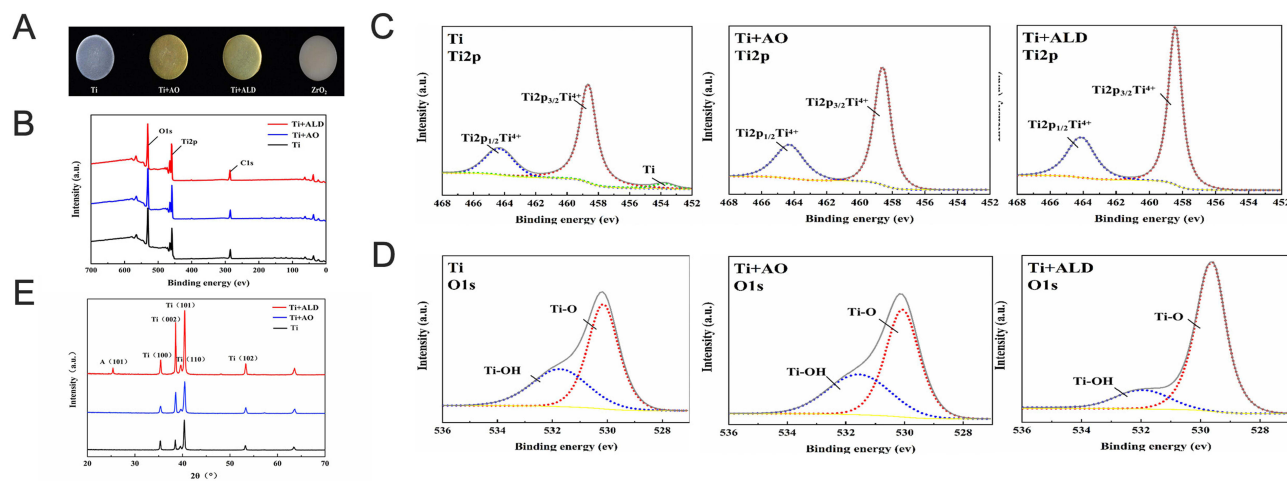 A
Ti
Ti+AO
Ti+ALD
ZrO2
B
Intensity (a.u.)
O1s
Ti2p
C1s
Ti+ALD
Ti+AO
Ti
700
600
500
400
300
200
100
0
Binding energy (ev)
E
Intensity (a.u.)
A (101)
Ti (100)
Ti (002)
Ti (101)
Ti (110)
Ti (102)
Ti+ALD
Ti+AO
Ti
20
30
40
50
60
70
2θ (°)
C
Intensity (a.u.)
Ti
Ti2p
Ti2p3/2Ti4+
Ti2p1/2Ti4+
Ti
468 466 464 462 460 458 456 454 452
Binding energy (ev)
Intensity (a.u.)
Ti+AO
Ti2p
Ti2p3/2Ti4+
Ti2p1/2Ti4+
468 466 464 462 460 458 456 454 452
Binding energy (ev)
Ti+ALD
Ti2p
Ti2p3/2Ti4+
Ti2p1/2Ti4+
468 466 464 462 460 458 456 454 452
Binding energy (ev)
D
Intensity (a.u.)
Ti
O1s
Ti-O
Ti-OH
536 534 532 530 528
Binding energy (ev)
Intensity (a.u.)
Ti+AO
O1s
Ti-O
Ti-OH
536 534 532 530 528
Binding energy (ev)
Intensity (a.u.)
Ti+ALD
O1s
Ti-O
Ti-OH
536 534 532 530 528
Binding energy (ev)